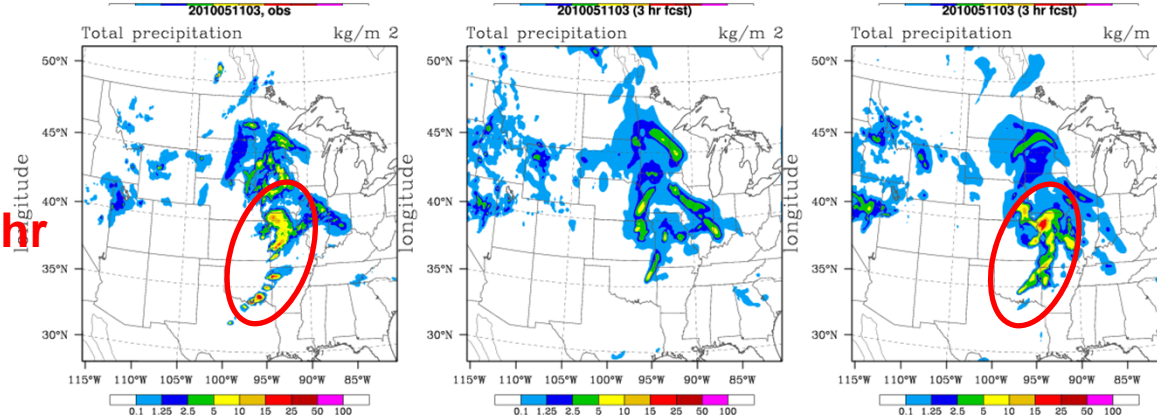 2010051103, obs
Total precipitation kg/m 2
50°N
45°N
40°N
35°N
30°N
longitude
hr
115°W 110°W 105°W 100°W 95°W 90°W 85°W
0.1 1.25 2.5 5 10 15 25 50 100
2010051103 (3 hr fcst)
Total precipitation kg/m 2
50°N
45°N
40°N
35°N
30°N
longitude
115°W 110°W 105°W 100°W 95°W 90°W 85°W
0.1 1.25 2.5 5 10 15 25 50 100
2010051103 (3 hr fcst)
Total precipitation kg/m
50°N
45°N
40°N
35°N
30°N
longitude
115°W 110°W 105°W 100°W 95°W 90°W 85°W
0.1 1.25 2.5 5 10 15 25 50 100